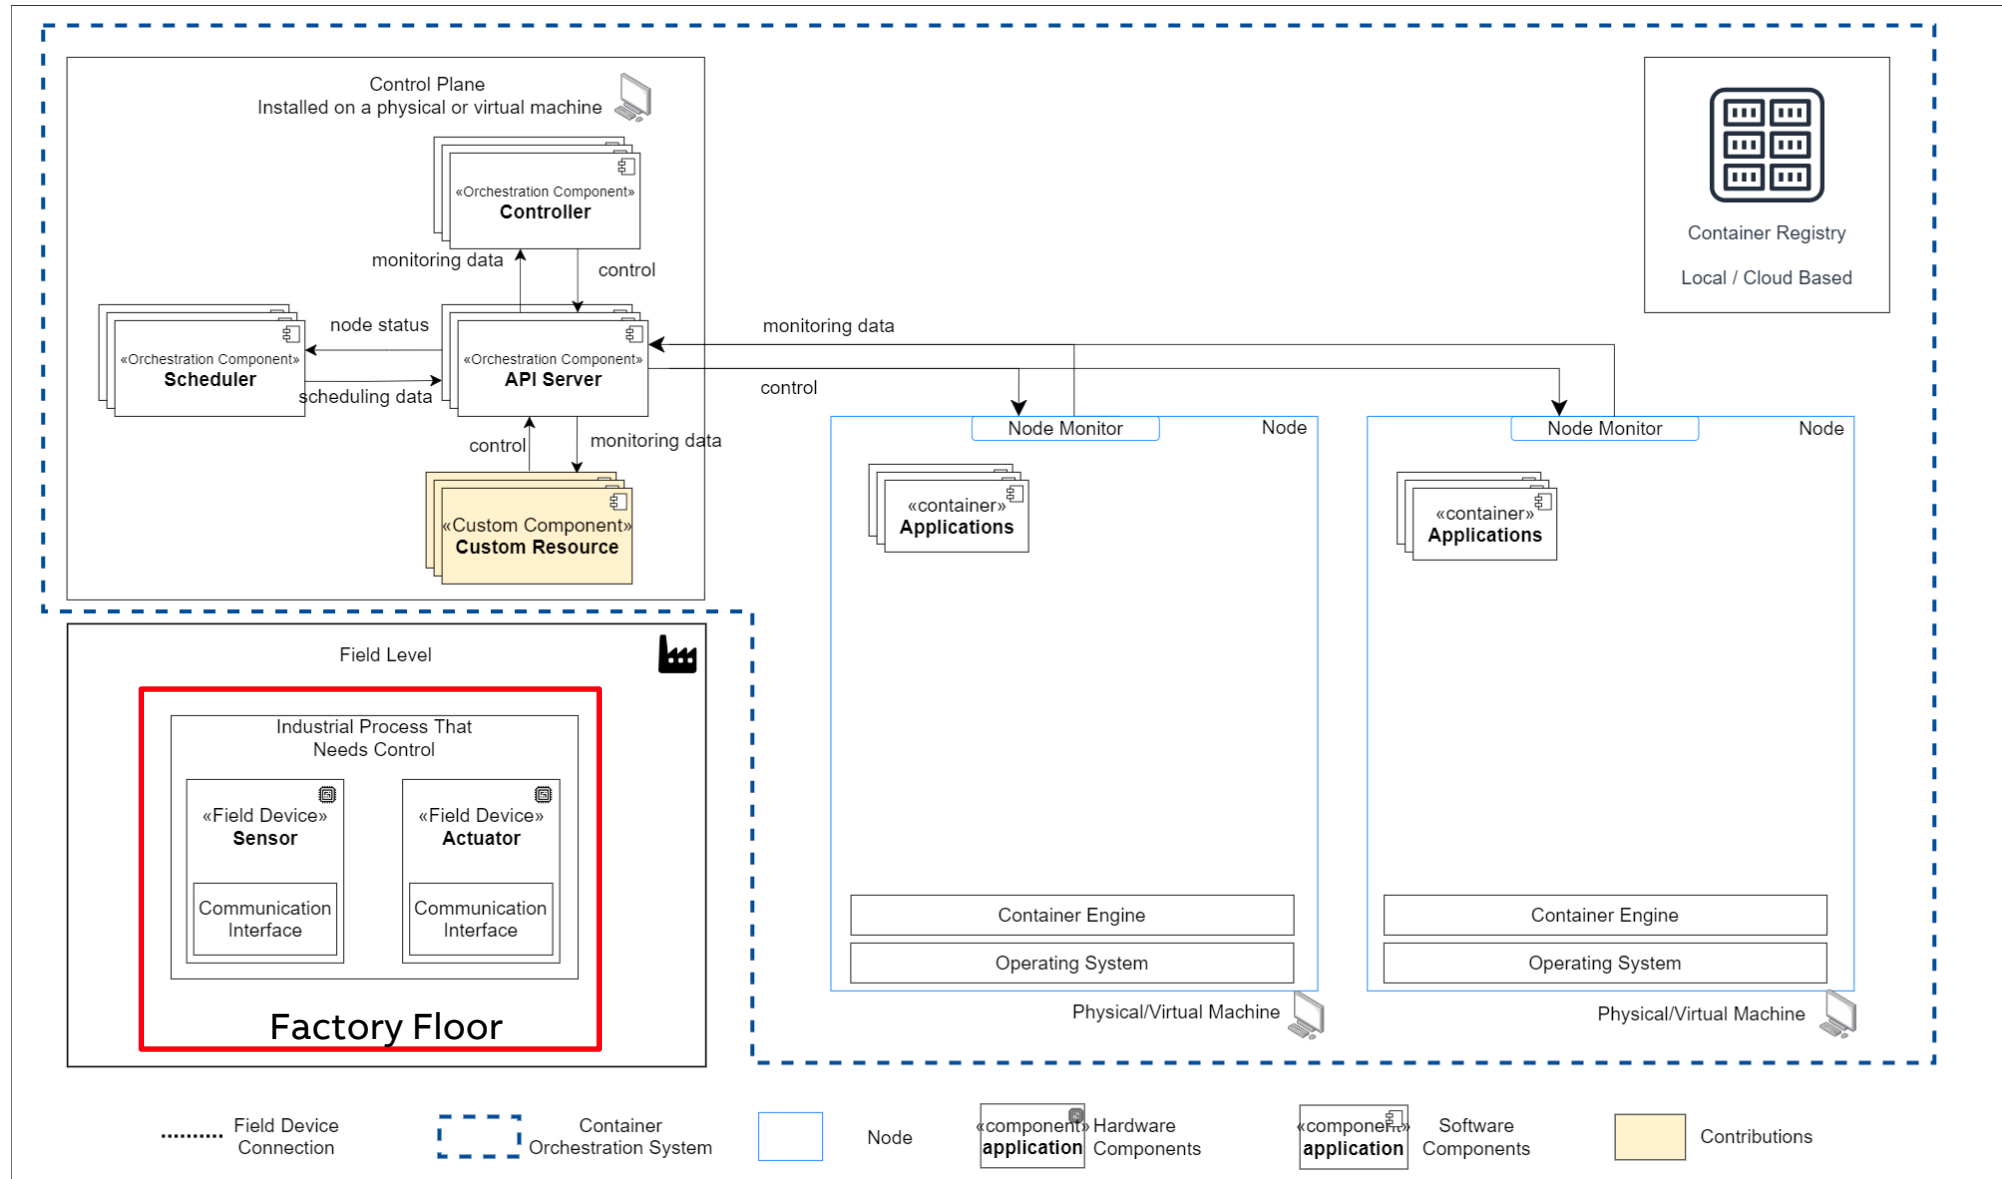 Control Plane
Installed on a physical or virtual machine
«Orchestration Component»
Controller
monitoring data
control
node status
«Orchestration Component»
Scheduler
scheduling data
«Orchestration Component»
API Server
monitoring data
control
control
monitoring data
«Custom Component»
Custom Resource
Container Registry
Local / Cloud Based
Node Monitor
Node
«container»
Applications
Container Engine
Operating System
Physical/Virtual Machine
Node Monitor
Node
«container»
Applications
Container Engine
Operating System
Physical/Virtual Machine
Field Level
Industrial Process That
Needs Control
«Field Device»
Sensor
Communication
Interface
«Field Device»
Actuator
Communication
Interface
Factory Floor
Field Device
Connection
Container
Orchestration System
Node
«component»
application
Hardware
Components
«component»
application
Software
Components
Contributions